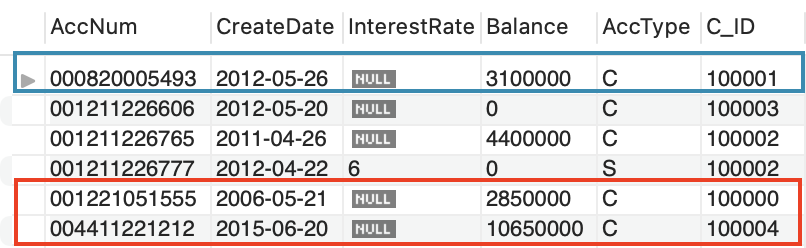 AccNum CreateDate InterestRate Balance AccType C_ID
000820005493 2012-05-26 NULL 3100000 C 100001
001211226606 2012-05-20 NULL 0 C 100003
001211226765 2011-04-26 NULL 4400000 C 100002
001211226777 2012-04-22 6 0 S 100002
001221051555 2006-05-21 NULL 2850000 C 100000
004411221212 2015-06-20 NULL 10650000 C 100004